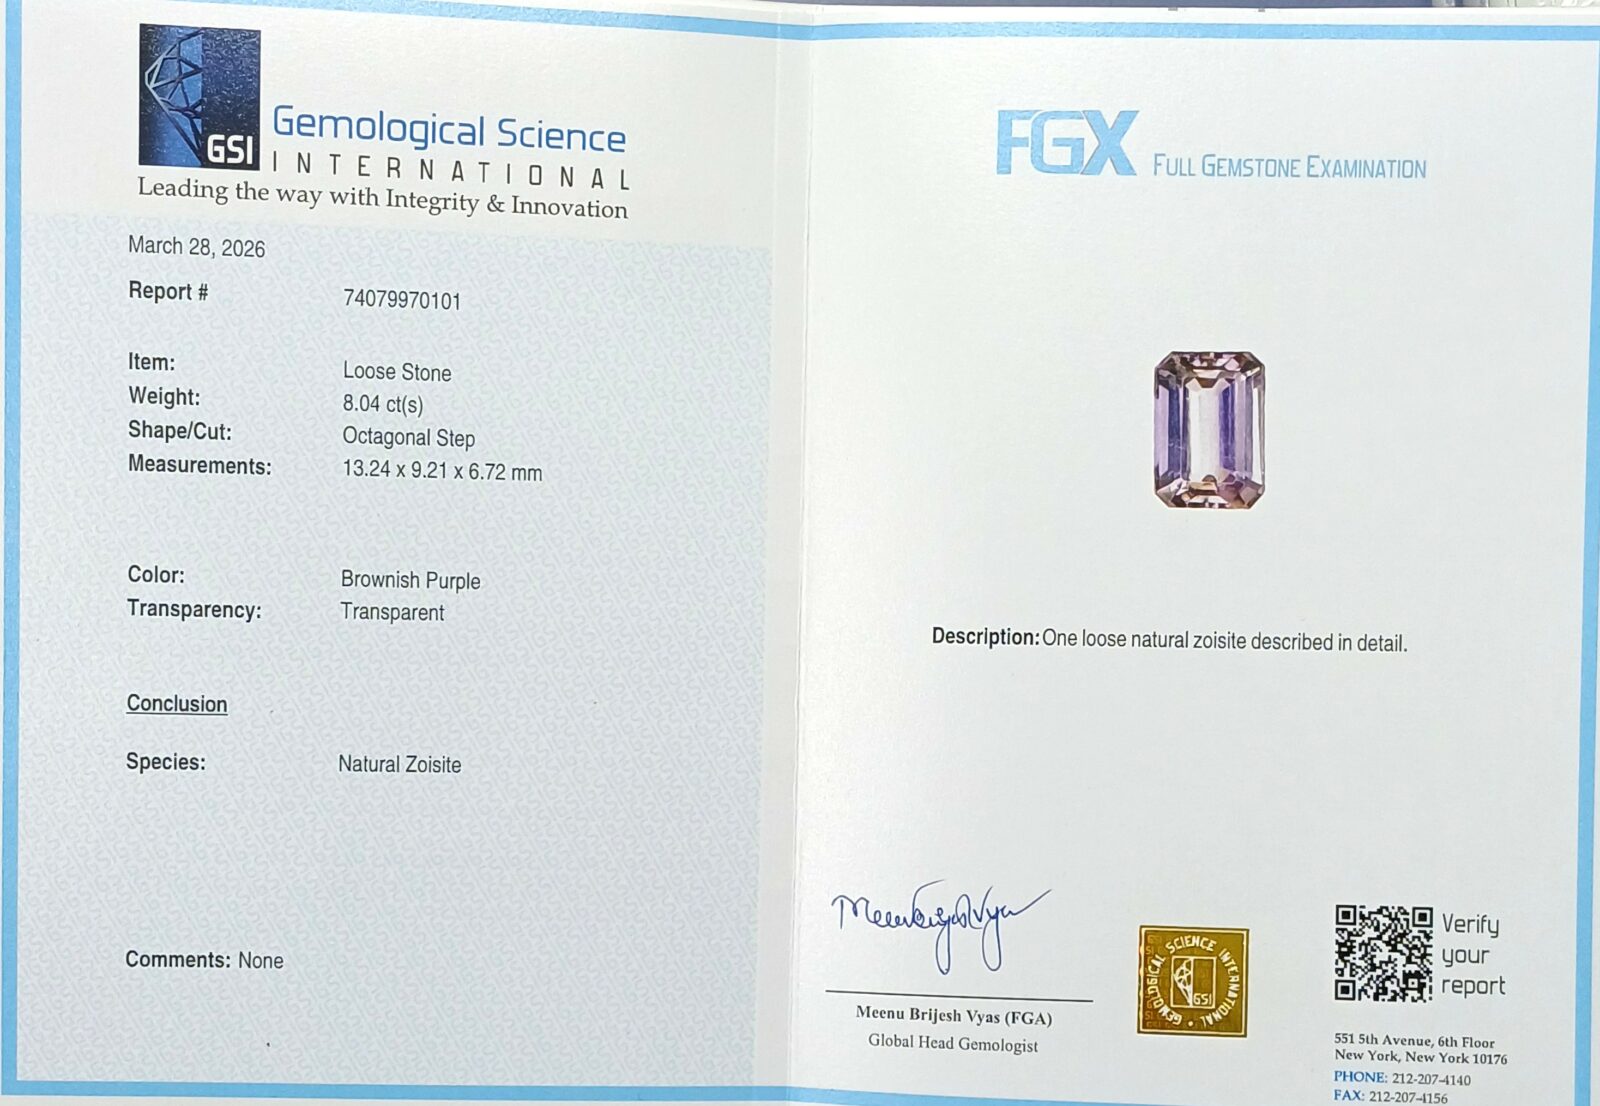 GSI
Gemological Science
INTERNATIONAL
Leading the way with Integrity & Innovation
March 28, 2026
Report # 74079970101
Item: Loose Stone
Weight: 8.04 ct(s)
Shape/Cut: Octagonal Step
Measurements: 13.24 x 9.21 x 6.72 mm
Color: Brownish Purple
Transparency: Transparent
Conclusion
Species: Natural Zoisite
Comments: None
FGX FULL GEMSTONE EXAMINATION
Description: One loose natural zoisite described in detail.
Meenu Brijesh Vyas (FGA)
Global Head Gemologist
GEMOLOGICAL SCIENCE INTERNATIONAL
GSI
Verify
your
report
551 5th Avenue, 6th Floor
New York, New York 10176
PHONE: 212-207-4140
FAX: 212-207-4156